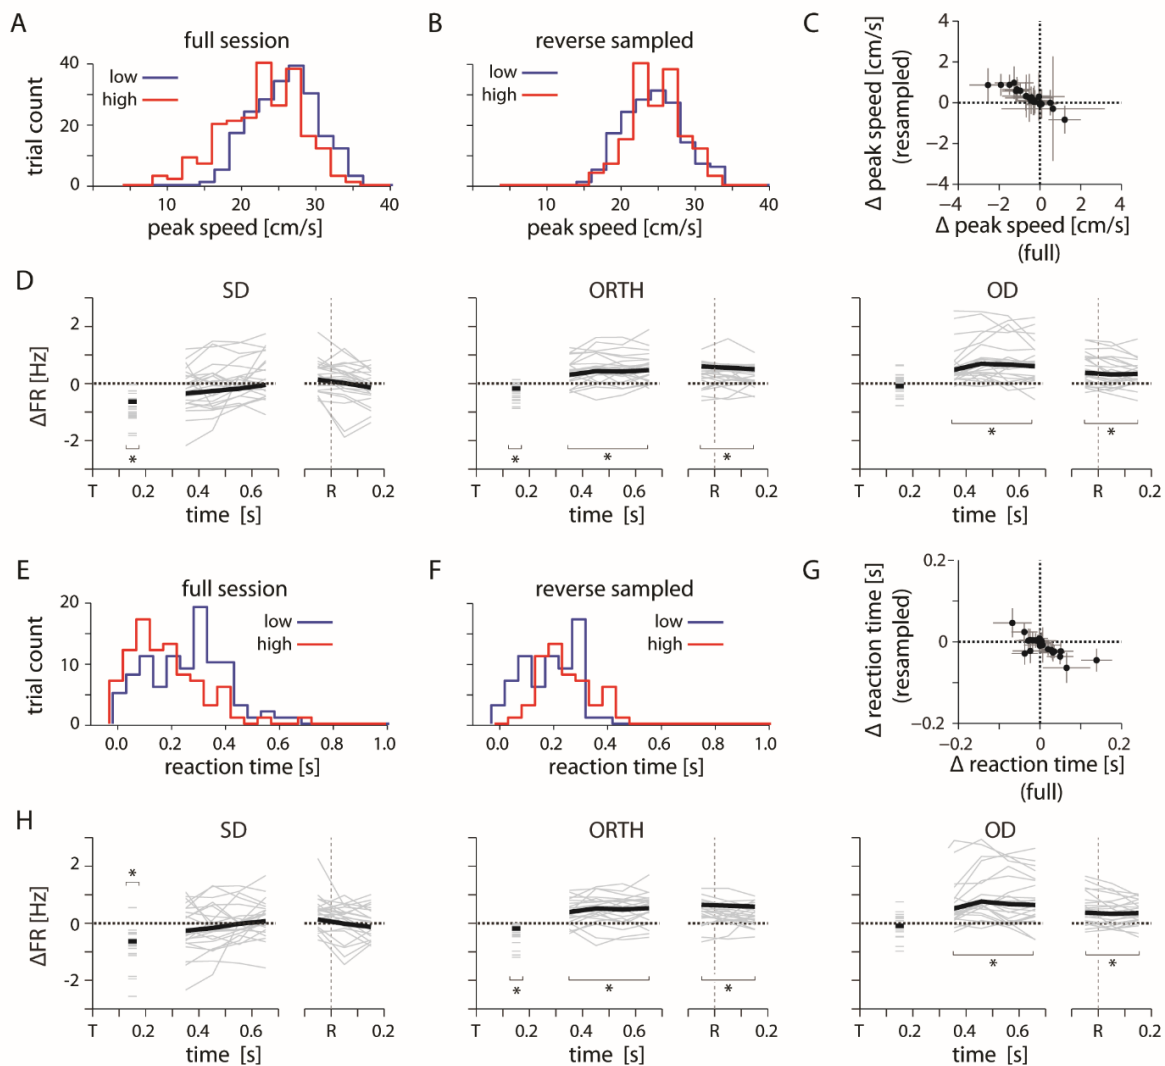 A
full session
low
high
trial count
40
20
0
10 20 30 40
peak speed [cm/s]
B
reverse sampled
low
high
10 20 30 40
peak speed [cm/s]
C
Δ peak speed [cm/s]
(resampled)
4
2
0
−2
−4
−4 −2 0 2 4
Δ peak speed [cm/s]
(full)
D
SD
ORTH
OD
ΔFR [Hz]
2
0
-2
* * * * * *
T 0.2 0.4 0.6 R 0.2
T 0.2 0.4 0.6 R 0.2
T 0.2 0.4 0.6 R 0.2
time [s]
time [s]
time [s]
E
full session
low
high
trial count
20
10
0
0.0 0.2 0.4 0.6 0.8 1.0
reaction time [s]
F
reverse sampled
low
high
0.0 0.2 0.4 0.6 0.8 1.0
reaction time [s]
G
Δ reaction time [s]
(resampled)
0.2
0
−0.2
−0.2 0 0.2
Δ reaction time [s]
(full)
H
SD
ORTH
OD
ΔFR [Hz]
2
0
-2
* * * * * *
T 0.2 0.4 0.6 R 0.2
T 0.2 0.4 0.6 R 0.2
T 0.2 0.4 0.6 R 0.2
time [s]
time [s]
time [s]